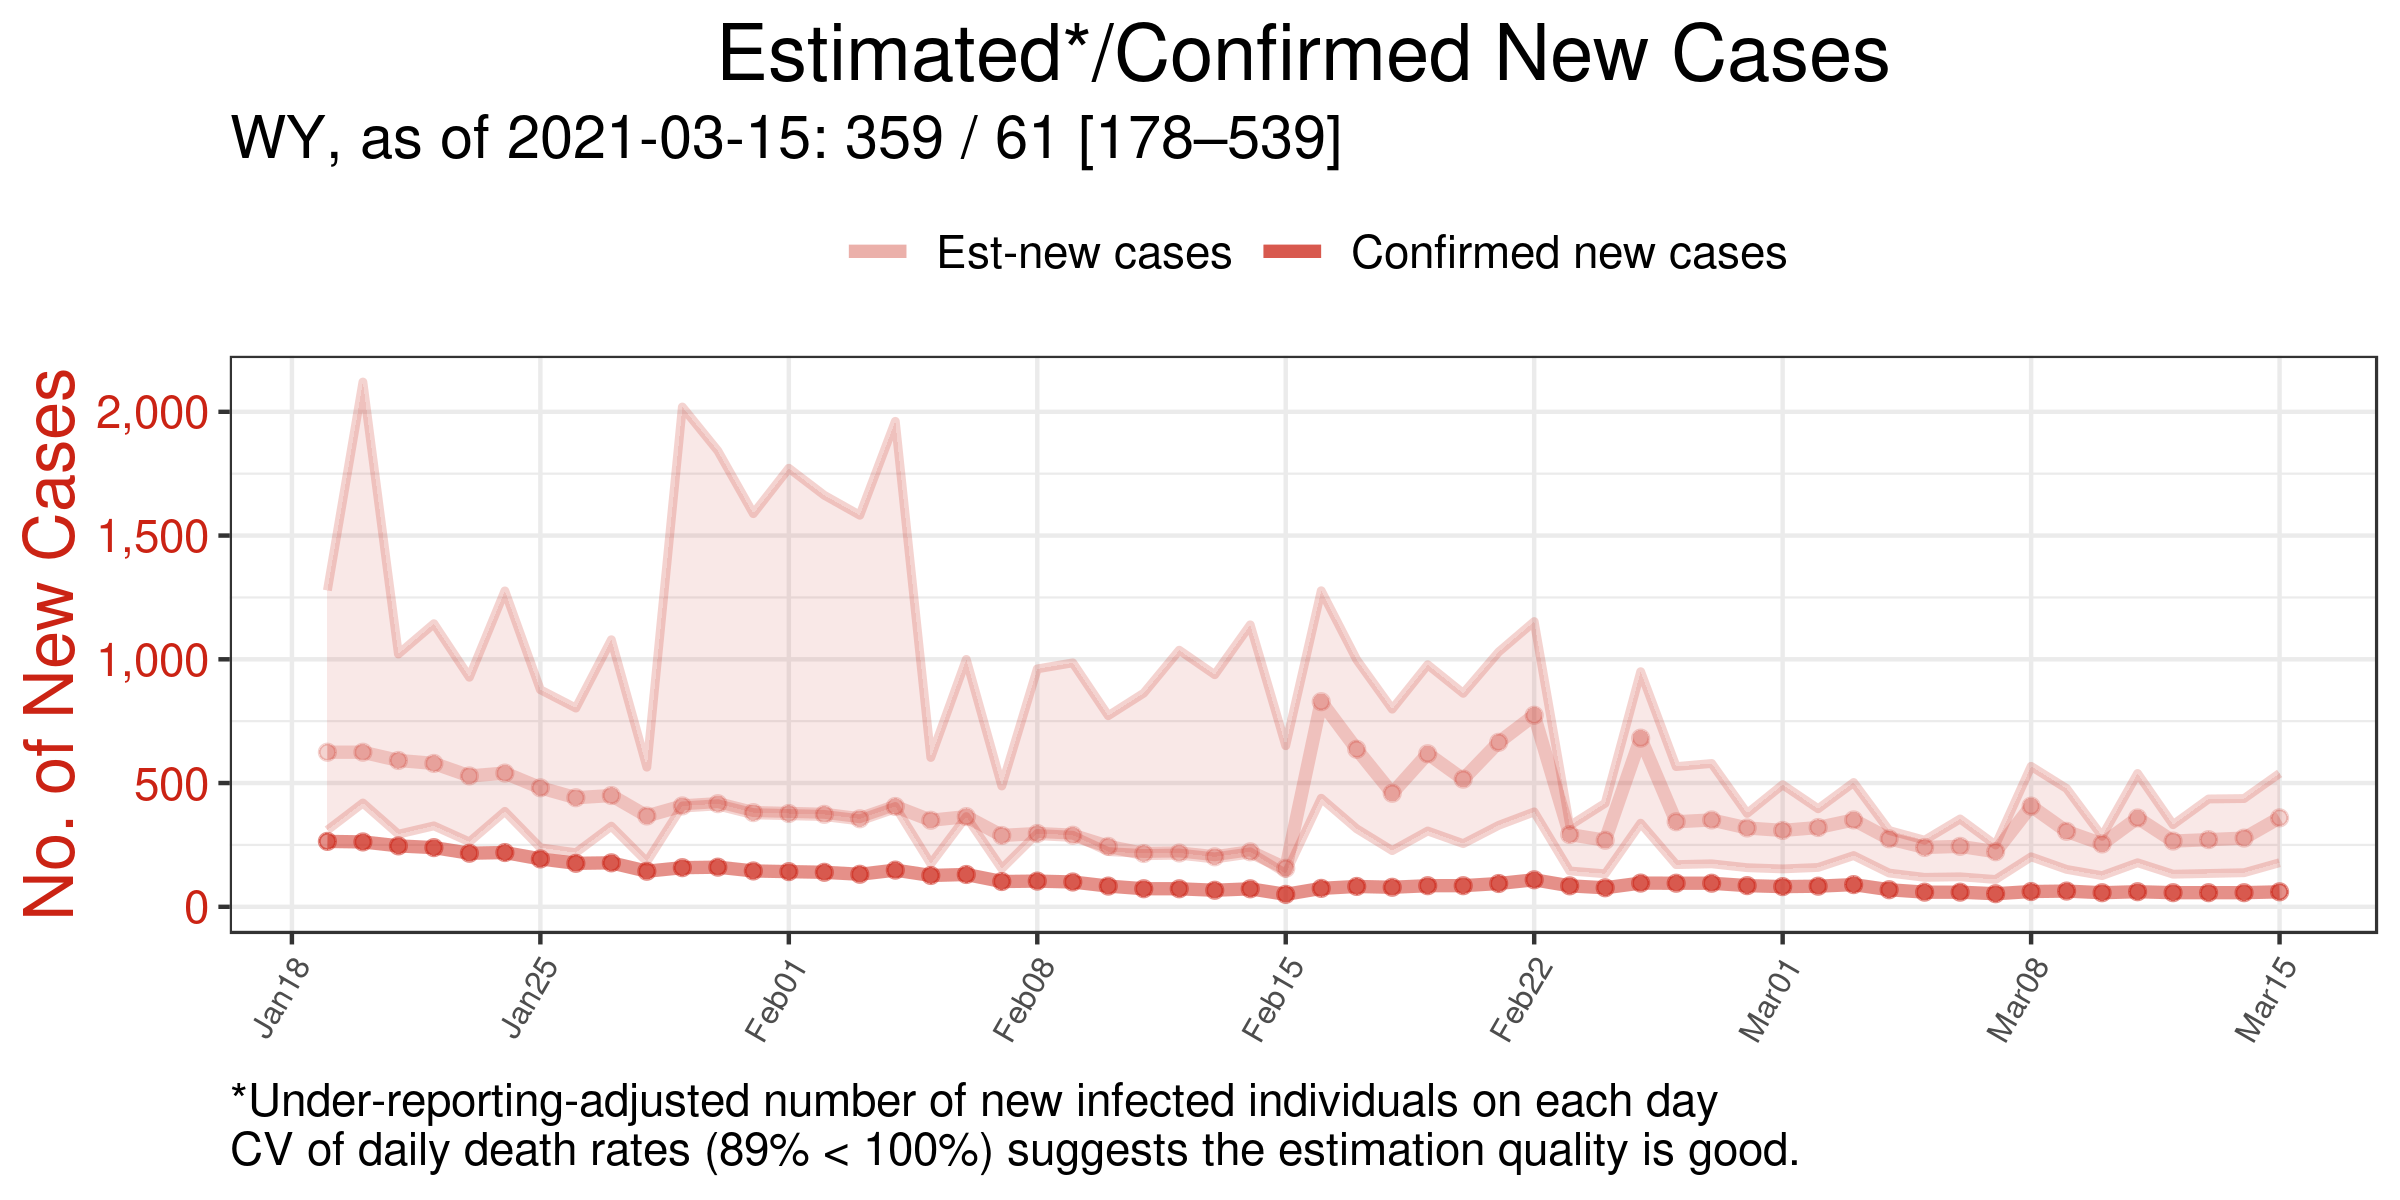 Estimated*/Confirmed New Cases
WY, as of 2021-03-15: 359 / 61 [178–539]
Est-new cases Confirmed new cases
No. of New Cases
2,000
1,500
1,000
500
0
Jan18 Jan25 Feb01 Feb08 Feb15 Feb22 Mar01 Mar08 Mar15
*Under-reporting-adjusted number of new infected individuals on each day
CV of daily death rates (89% < 100%) suggests the estimation quality is good.